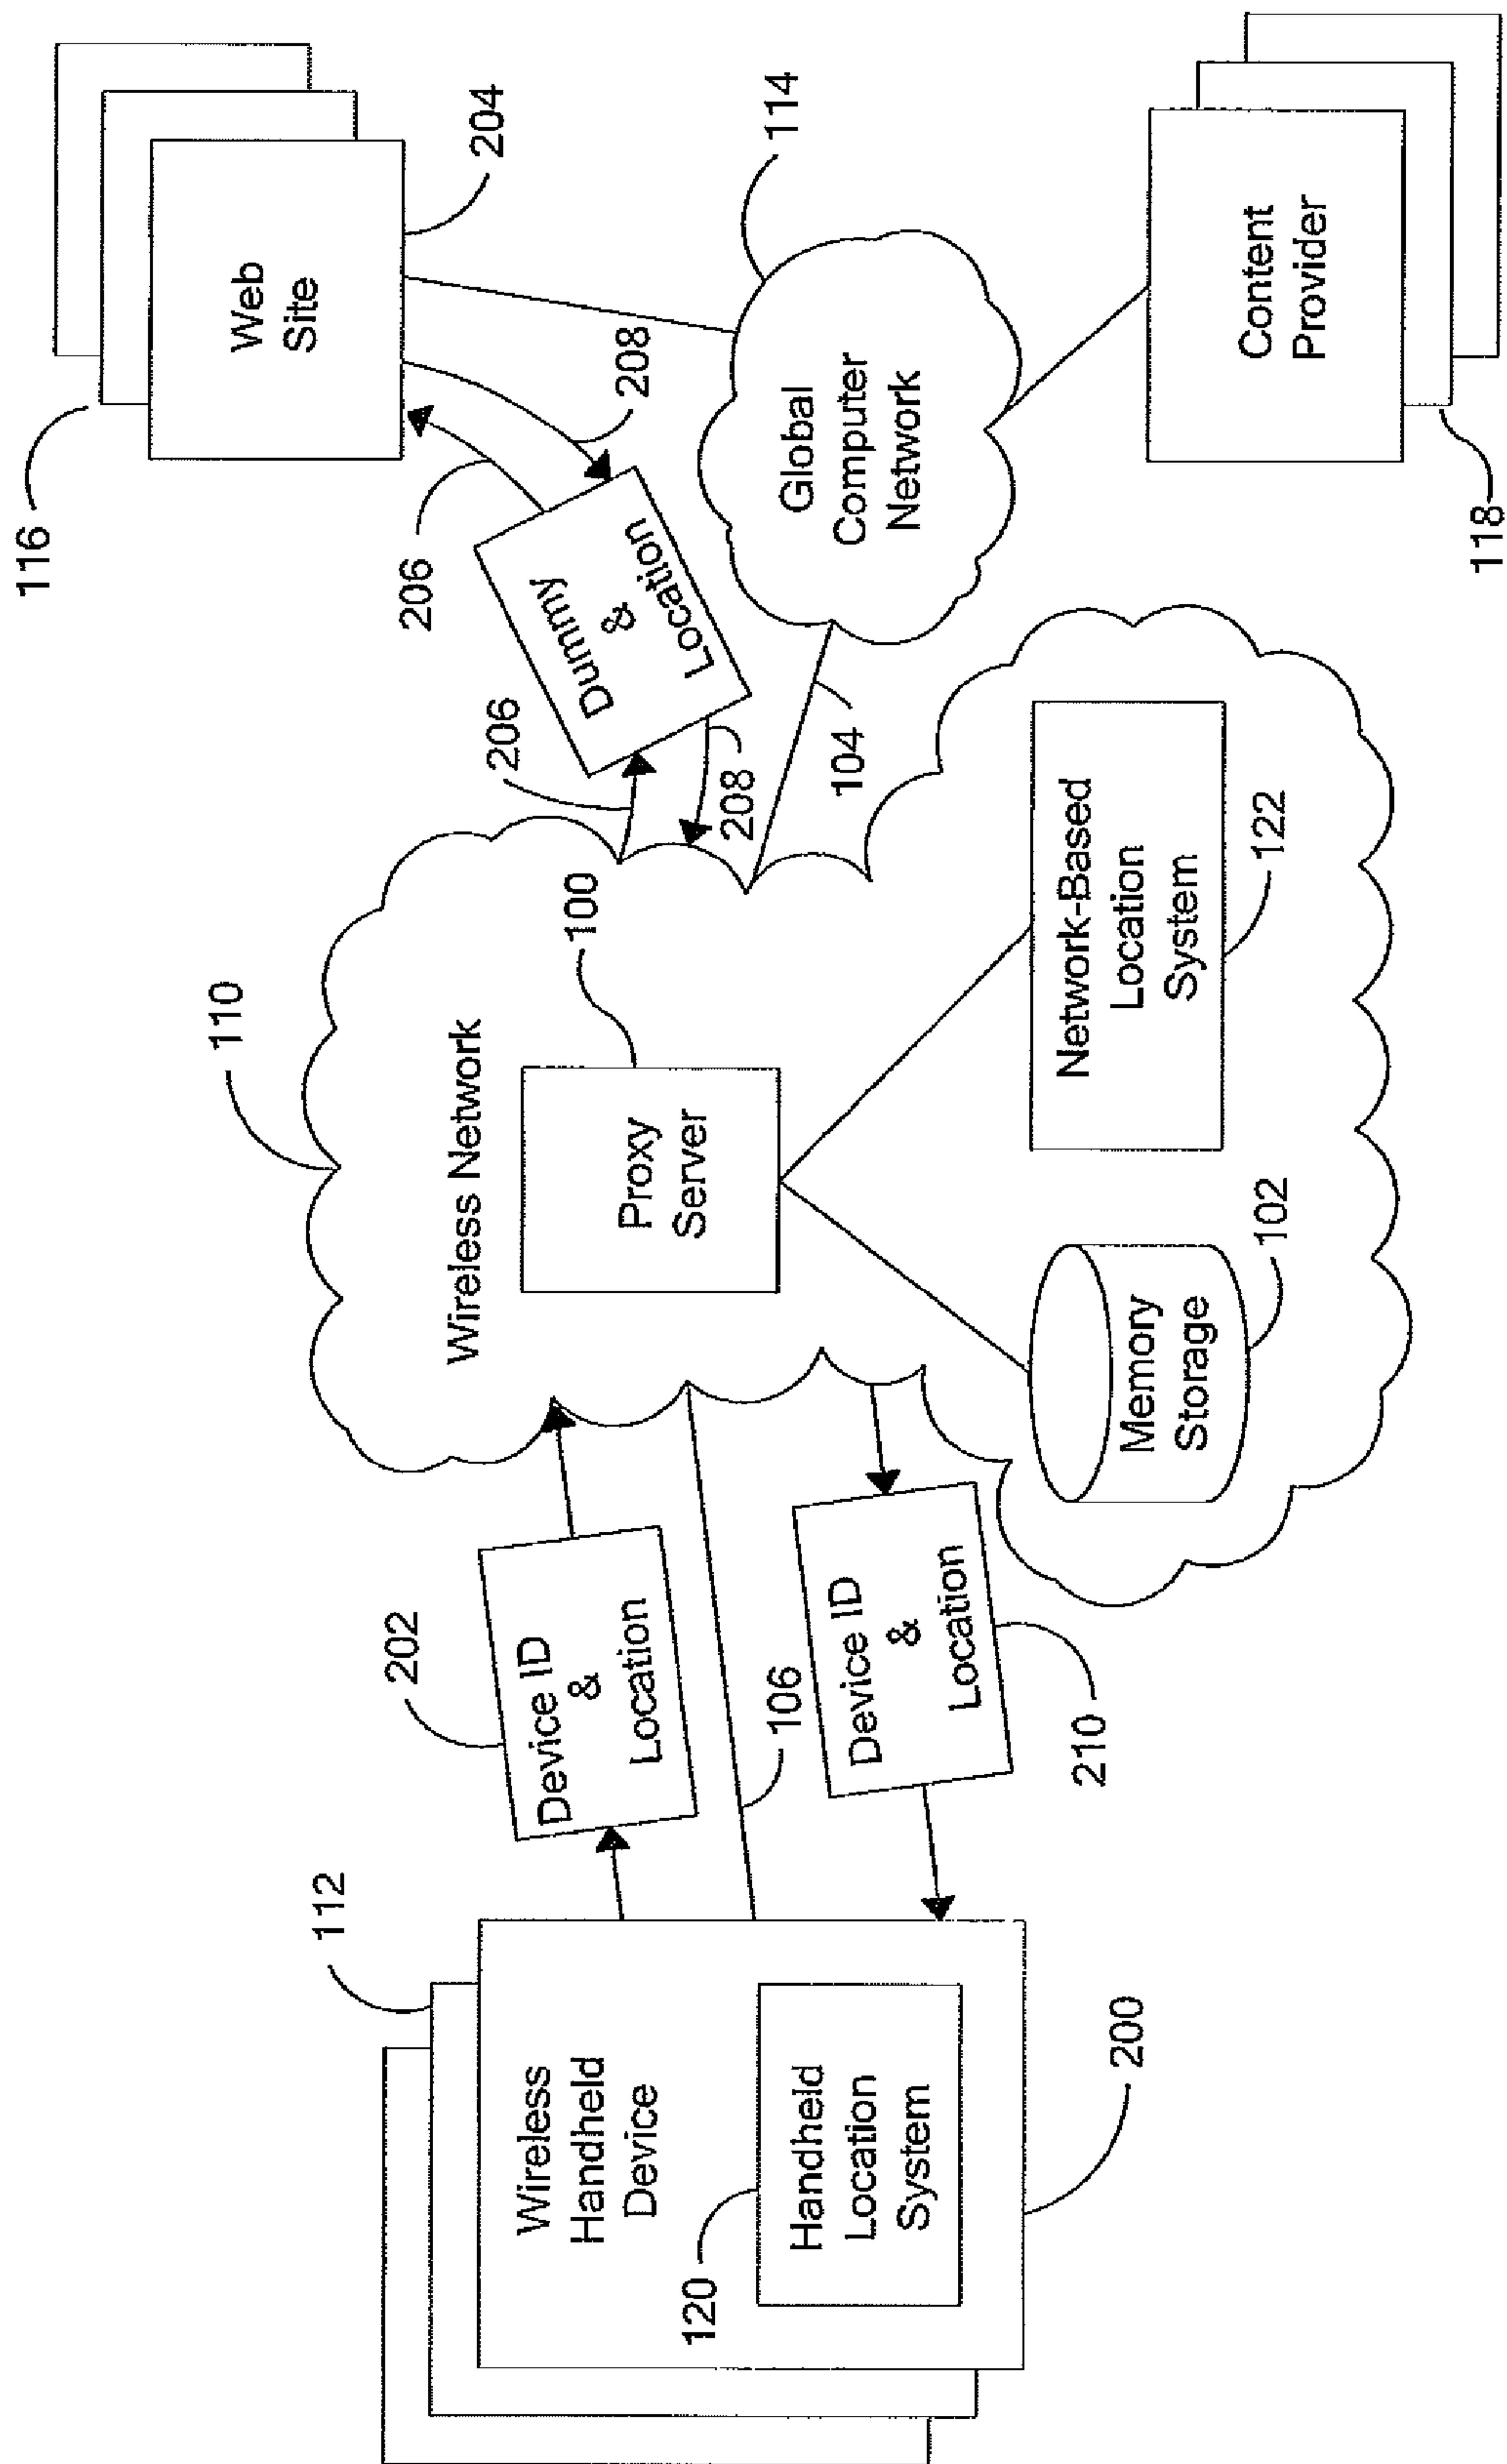 112
Wireless
Handheld
Device
120
Handheld
Location
System
200
202
Device ID
&
Location
106
Device ID
&
Location
210
110
Wireless Network
Proxy
Server
100
Memory
Storage
102
Network-Based
Location
System
122
206
208
Dummy
&
Location
206
208
104
116
Web
Site
204
Global
Computer
Network
114
Content
Provider
118